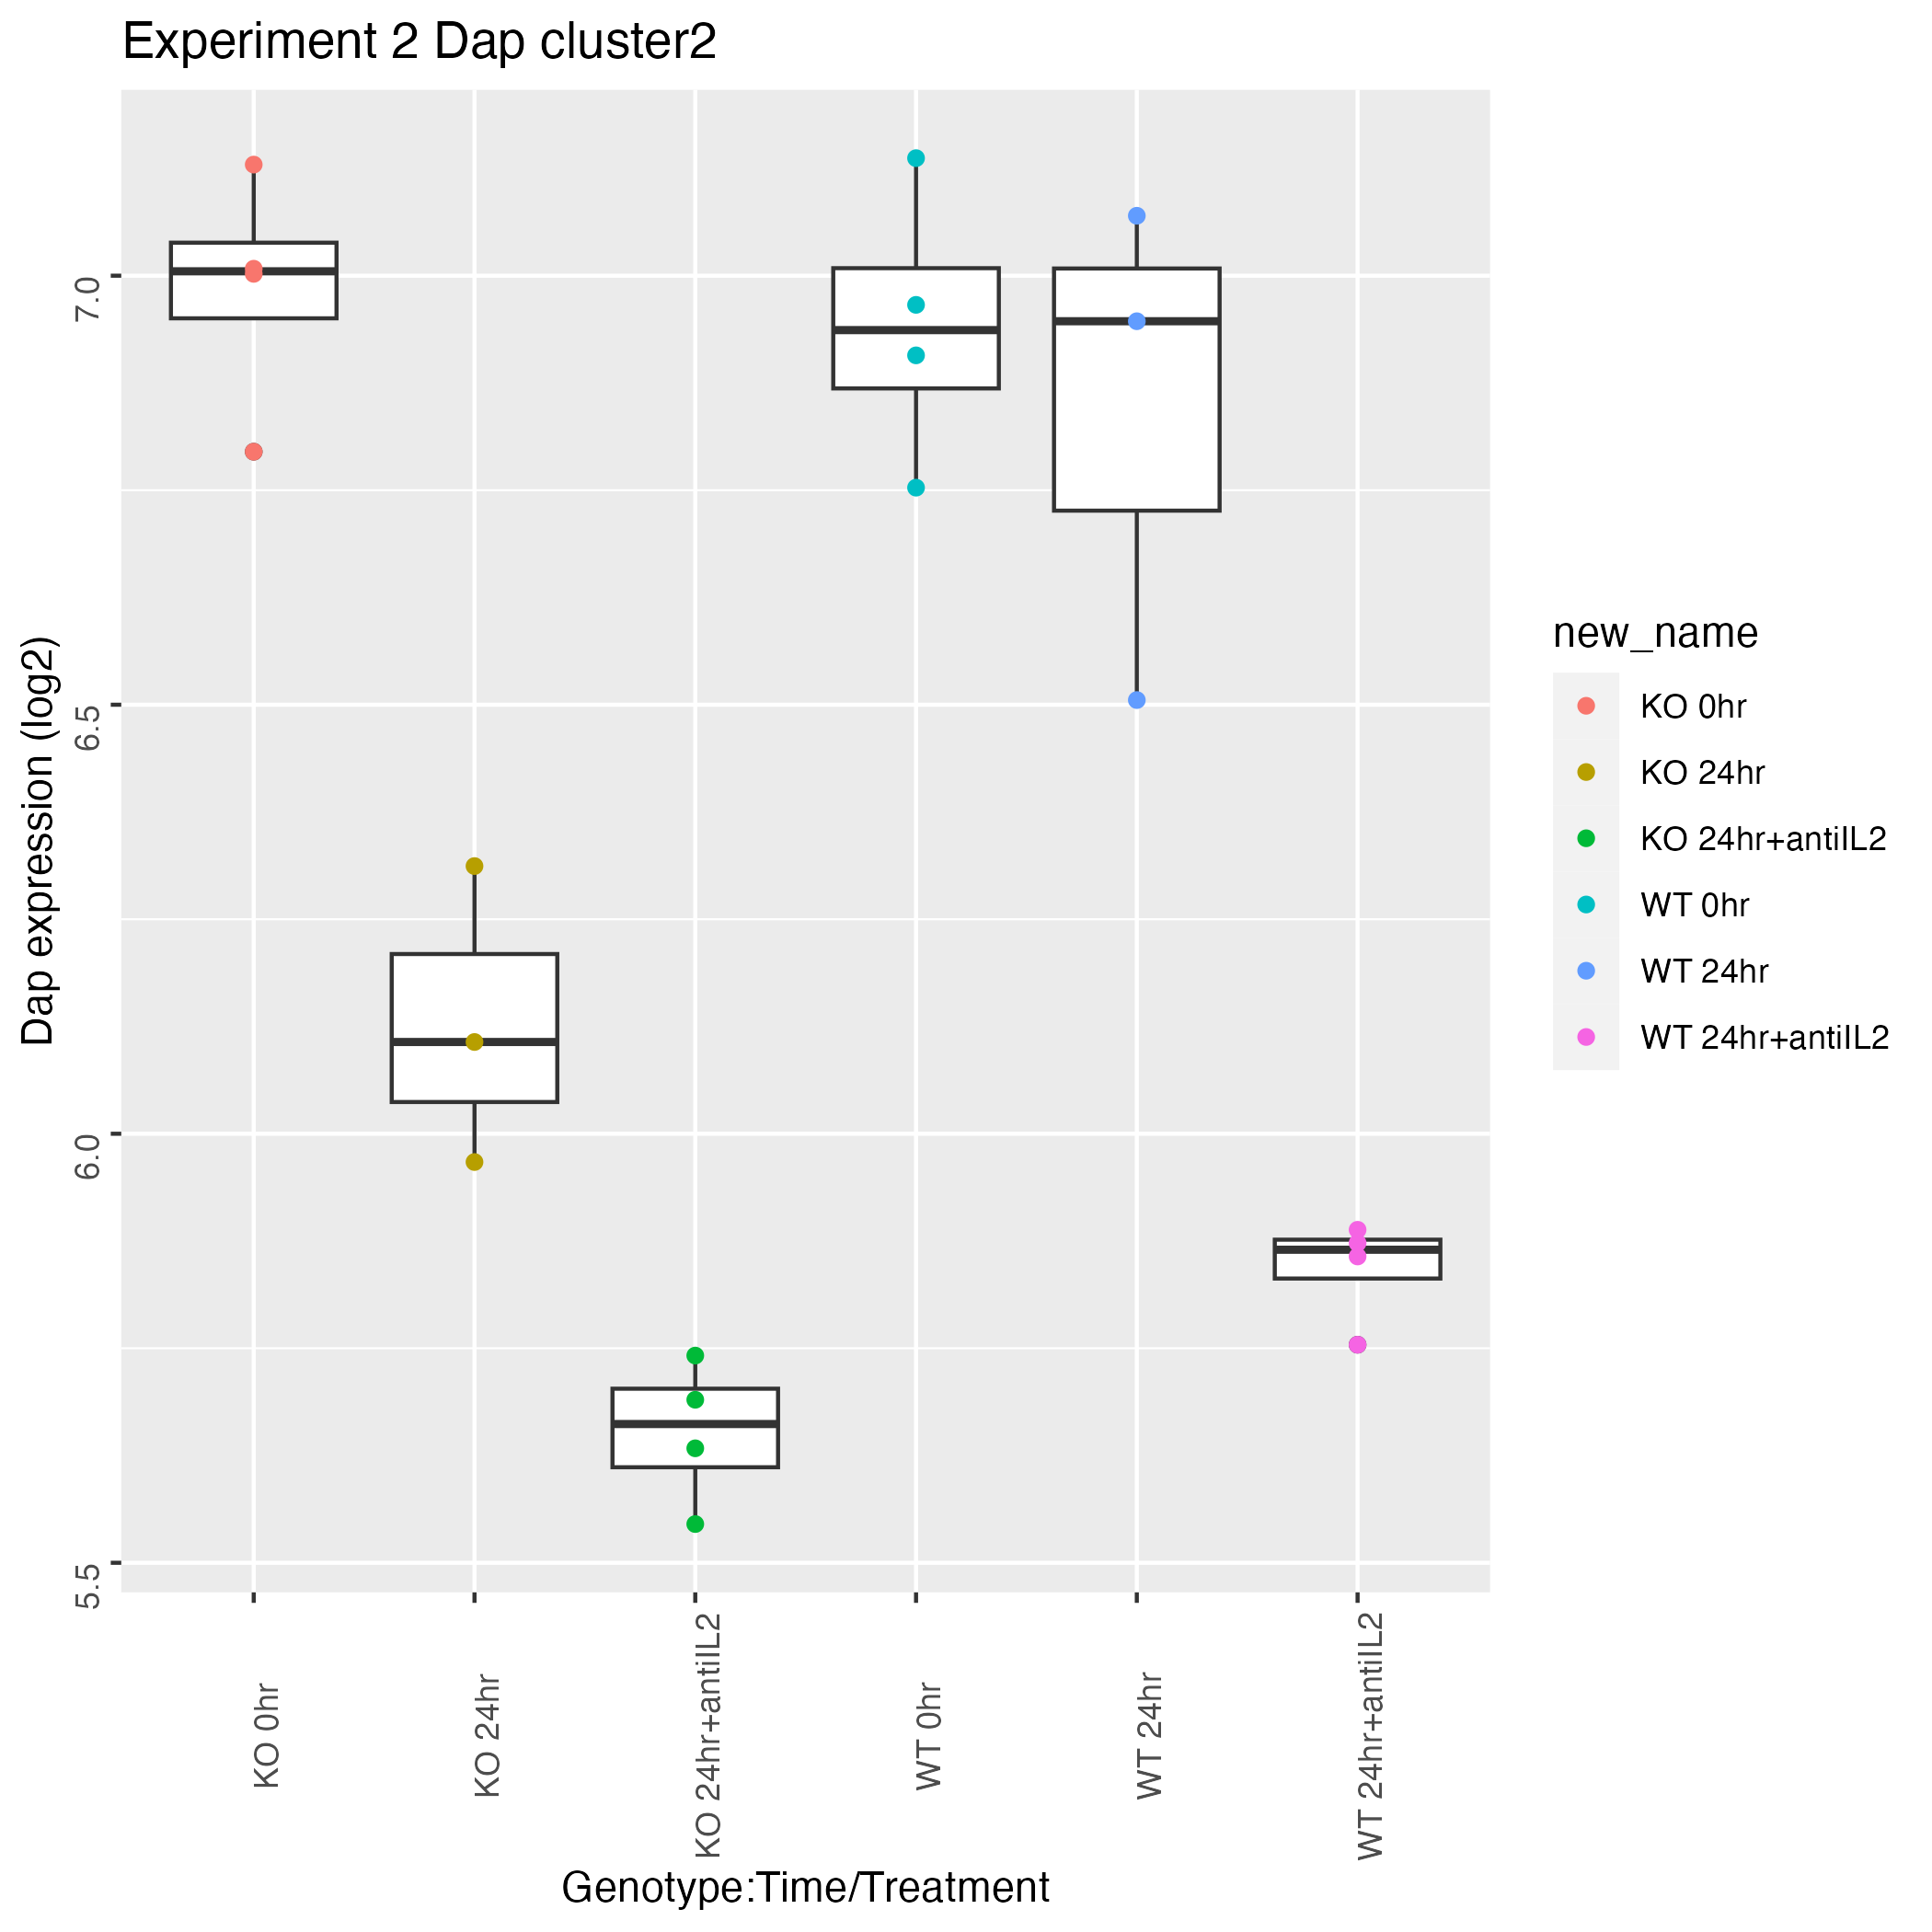 Experiment 2 Dap cluster2
Dap expression (log2)
7.0
6.5
6.0
5.5
KO 0hr
KO 24hr
KO 24hr+antiIL2
WT 0hr
WT 24hr
WT 24hr+antiIL2
Genotype:Time/Treatment
new_name
KO 0hr
KO 24hr
KO 24hr+antiIL2
WT 0hr
WT 24hr
WT 24hr+antiIL2